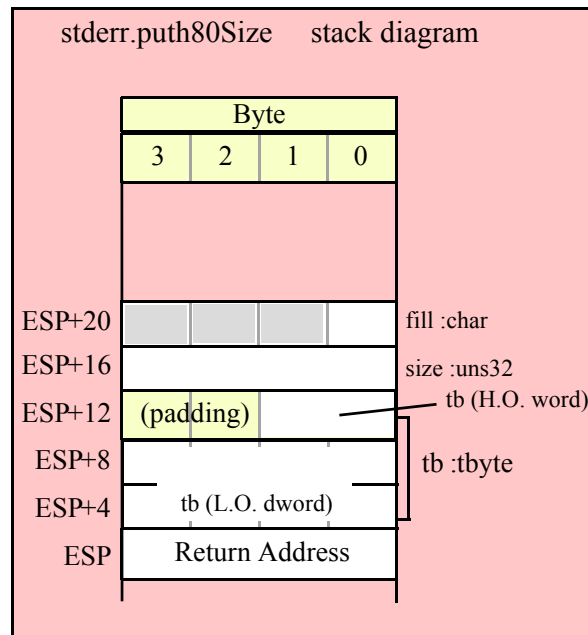 stderr.puth80Size stack diagram
Byte
3 2 1 0
ESP+20 fill :char
ESP+16 size :uns32
ESP+12 (padding) tb (H.O. word)
ESP+8 tb :tbyte
ESP+4 tb (L.O. dword)
ESP Return Address